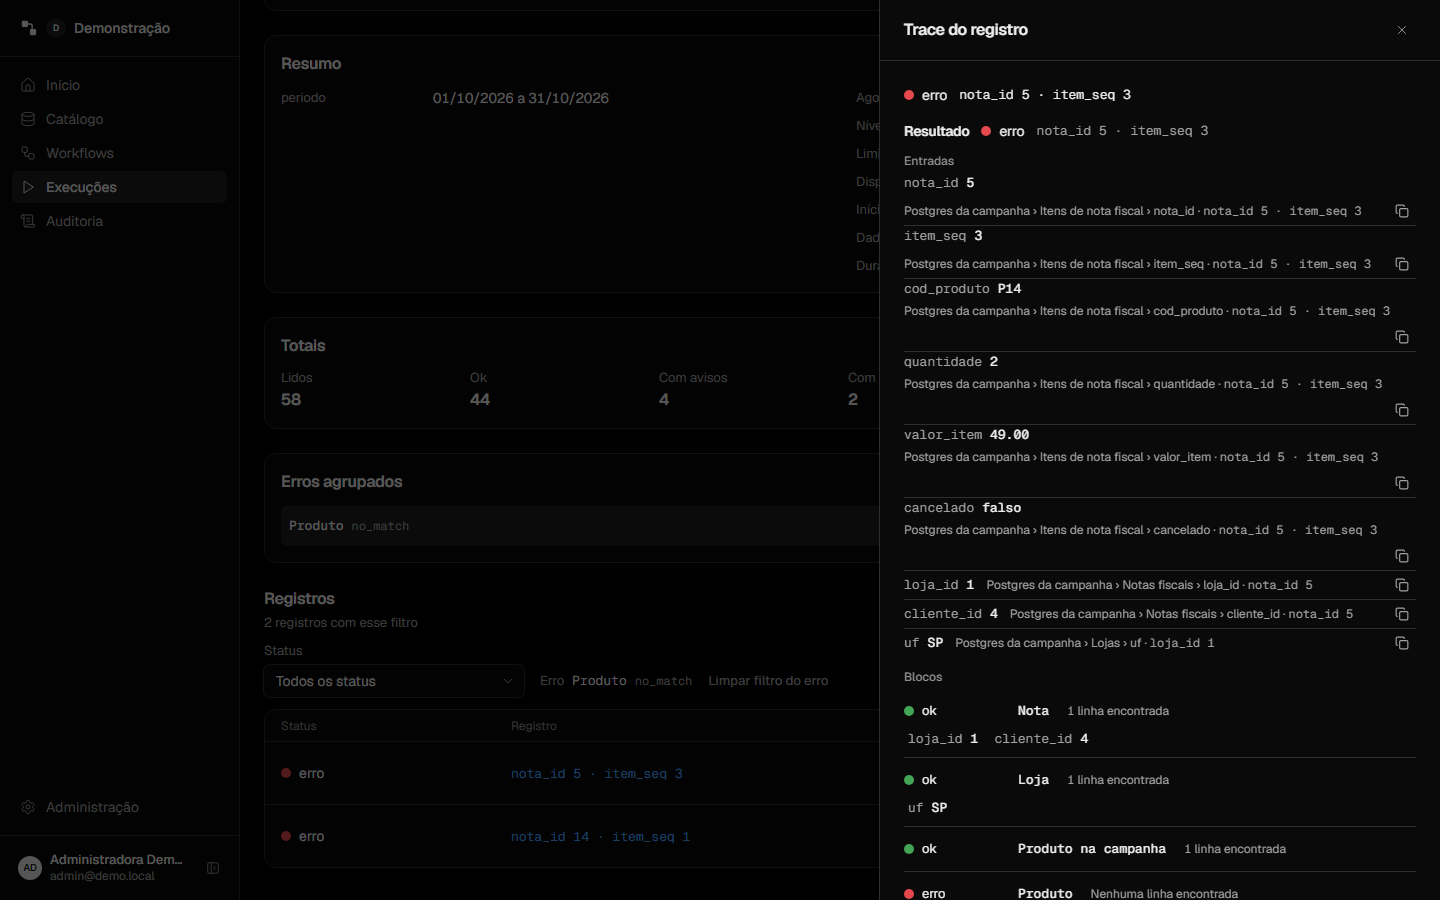 D Demonstração
Início
Catálogo
Workflows
Execuções
Auditoria
Administração
AD Administradora Dem...
admin@demo.local
Resumo
periodo 01/10/2026 a 31/10/2026
Totais
Lidos Ok Com avisos Com
58 44 4 2
Erros agrupados
Produto no_match
Registros
2 registros com esse filtro
Status
Todos os status Erro Produto no_match Limpar filtro do erro
Status Registro
erro nota_id 5 · item_seq 3
erro nota_id 14 · item_seq 1
Trace do registro
erro nota_id 5 · item_seq 3
Resultado erro nota_id 5 · item_seq 3
Entradas
nota_id 5
Postgres da campanha › Itens de nota fiscal › nota_id · nota_id 5 · item_seq 3
item_seq 3
Postgres da campanha › Itens de nota fiscal › item_seq · nota_id 5 · item_seq 3
cod_produto P14
Postgres da campanha › Itens de nota fiscal › cod_produto · nota_id 5 · item_seq 3
quantidade 2
Postgres da campanha › Itens de nota fiscal › quantidade · nota_id 5 · item_seq 3
valor_item 49.00
Postgres da campanha › Itens de nota fiscal › valor_item · nota_id 5 · item_seq 3
cancelado falso
Postgres da campanha › Itens de nota fiscal › cancelado · nota_id 5 · item_seq 3
loja_id 1 Postgres da campanha › Notas fiscais › loja_id · nota_id 5
cliente_id 4 Postgres da campanha › Notas fiscais › cliente_id · nota_id 5
uf SP Postgres da campanha › Lojas › uf · loja_id 1
Blocos
ok Nota 1 linha encontrada
loja_id 1 cliente_id 4
ok Loja 1 linha encontrada
uf SP
ok Produto na campanha 1 linha encontrada
erro Produto Nenhuma linha encontrada